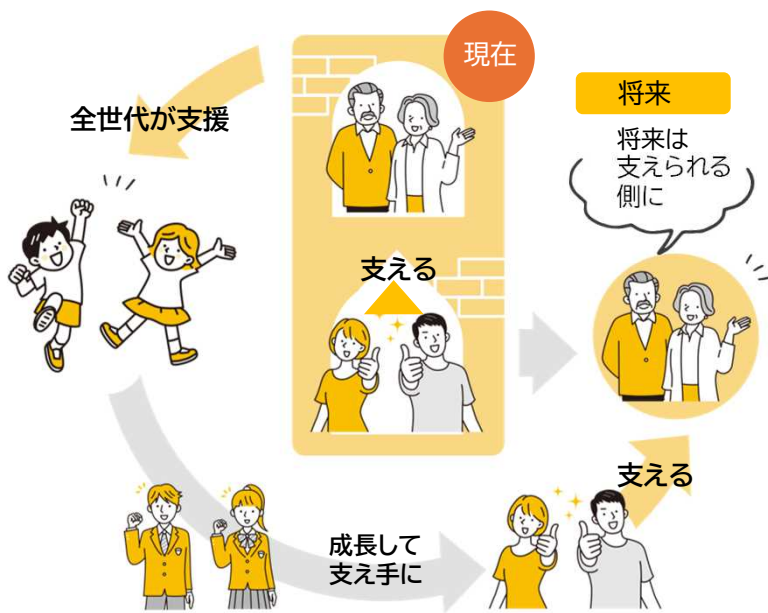 現在
全世代が支援
支える
将来
将来は
支えられる
側に
支える
成長して
支え手に